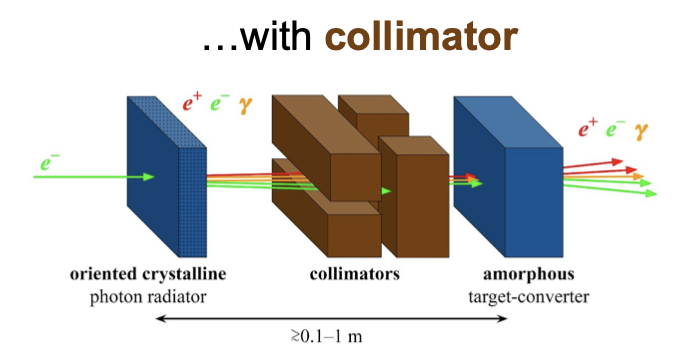 ...with collimator
e⁺ e⁻ γ
e⁺ e⁻ γ
e⁻
oriented crystalline
photon radiator
collimators
amorphous
target-converter
≳0.1–1 m